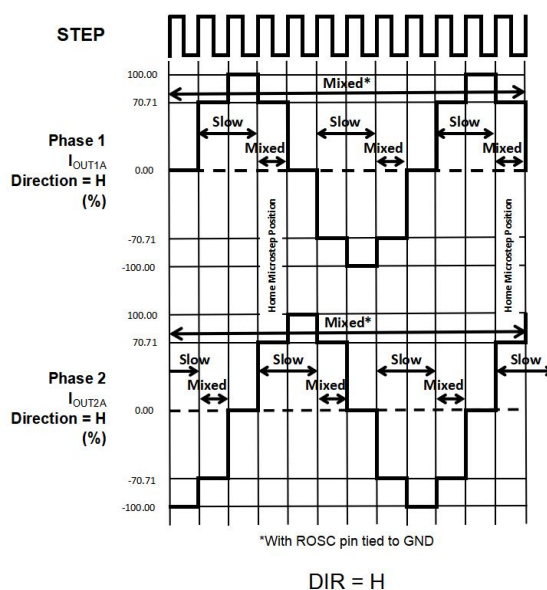 STEP
100.00
Mixed*
70.71
Slow
Slow
Slow
Phase 1
IOUT1A
Direction = H
(%)
Mixed
Mixed
Mixed
0.00
-70.71
-100.00
Home Microstep Position
Home Microstep Position
100.00
Mixed*
70.71
Slow
Slow
Slow
Slow
Phase 2
IOUT2A
Direction = H
(%)
Mixed
Mixed
Mixed
0.00
-70.71
-100.00
*With ROSC pin tied to GND
DIR = H